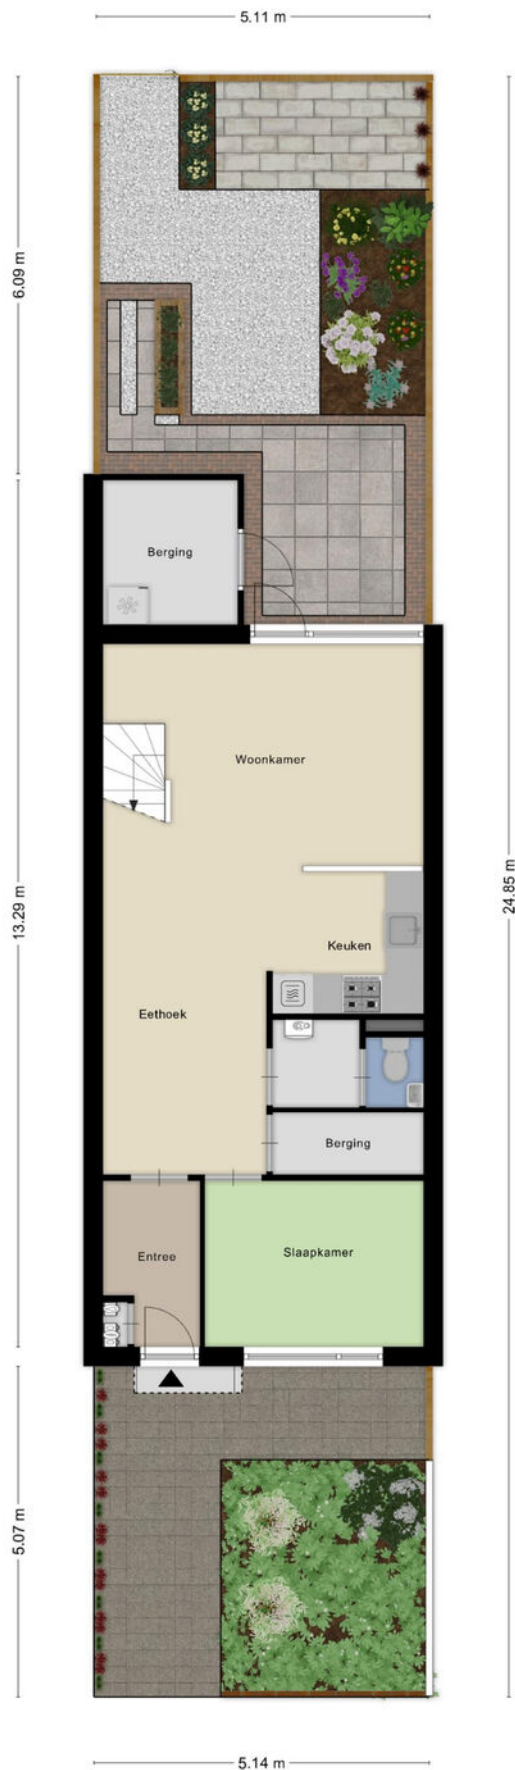 5.11 m
6.09 m
Berging
Woonkamer
13.29 m
24.85 m
Keuken
Eethoek
Berging
Entree
Slaapkamer
5.07 m
5.14 m